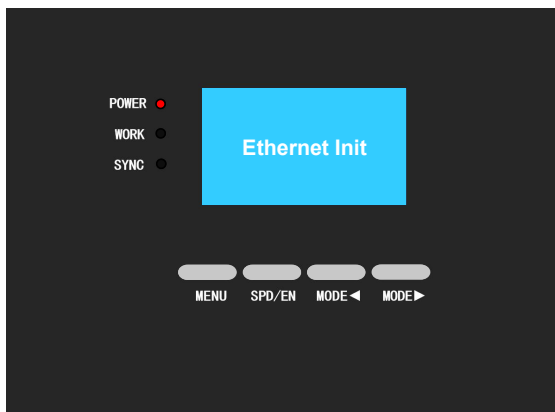 POWER
WORK
SYNC
Ethernet Init
MENU SPD/EN MODE◀ MODE▶